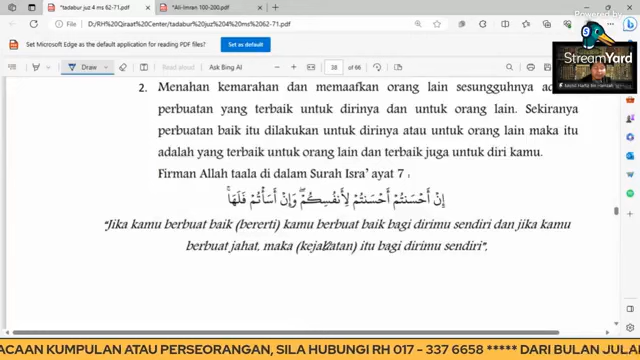 *tadabur juz 4 ms 62-71.pdf
*Ali-Imran 100-200.pdf
File
D:/RH%20Qiraat%20Center/tadabur%20juz%204%20ms%2062-71.pdf
Set Microsoft Edge as the default application for reading PDF files?
Set as default
Draw
Read aloud
Ask Bing AI
38
of 66
StreamYard
2. Menahan kemarahan dan memaafkan orang lain sesungguhnya ad
perbuatan yang terbaik untuk dirinya dan untuk orang lain. Sekiranya
perbuatan baik itu dilakukan untuk dirinya atau untuk orang lain maka itu
adalah yang terbaik untuk orang lain dan terbaik juga untuk diri kamu.
Firman Allah taala di dalam Surah Isra' ayat 7 :
إِنْ أَحْسَنتُمْ أَحْسَنتُمْ لِأَنفُسِكُمْ ۖ وَإِنْ أَسَأْتُمْ فَلَهَا ۚ
"Jika kamu berbuat baik (bererti) kamu berbuat baik bagi dirimu sendiri dan jika kamu
berbuat jahat, maka (kejahatan) itu bagi dirimu sendiri",
ACAAN KUMPULAN ATAU PERSEORANGAN, SILA HUBUNGI RH 017 - 337 6658 ***** DARI BULAN JULA